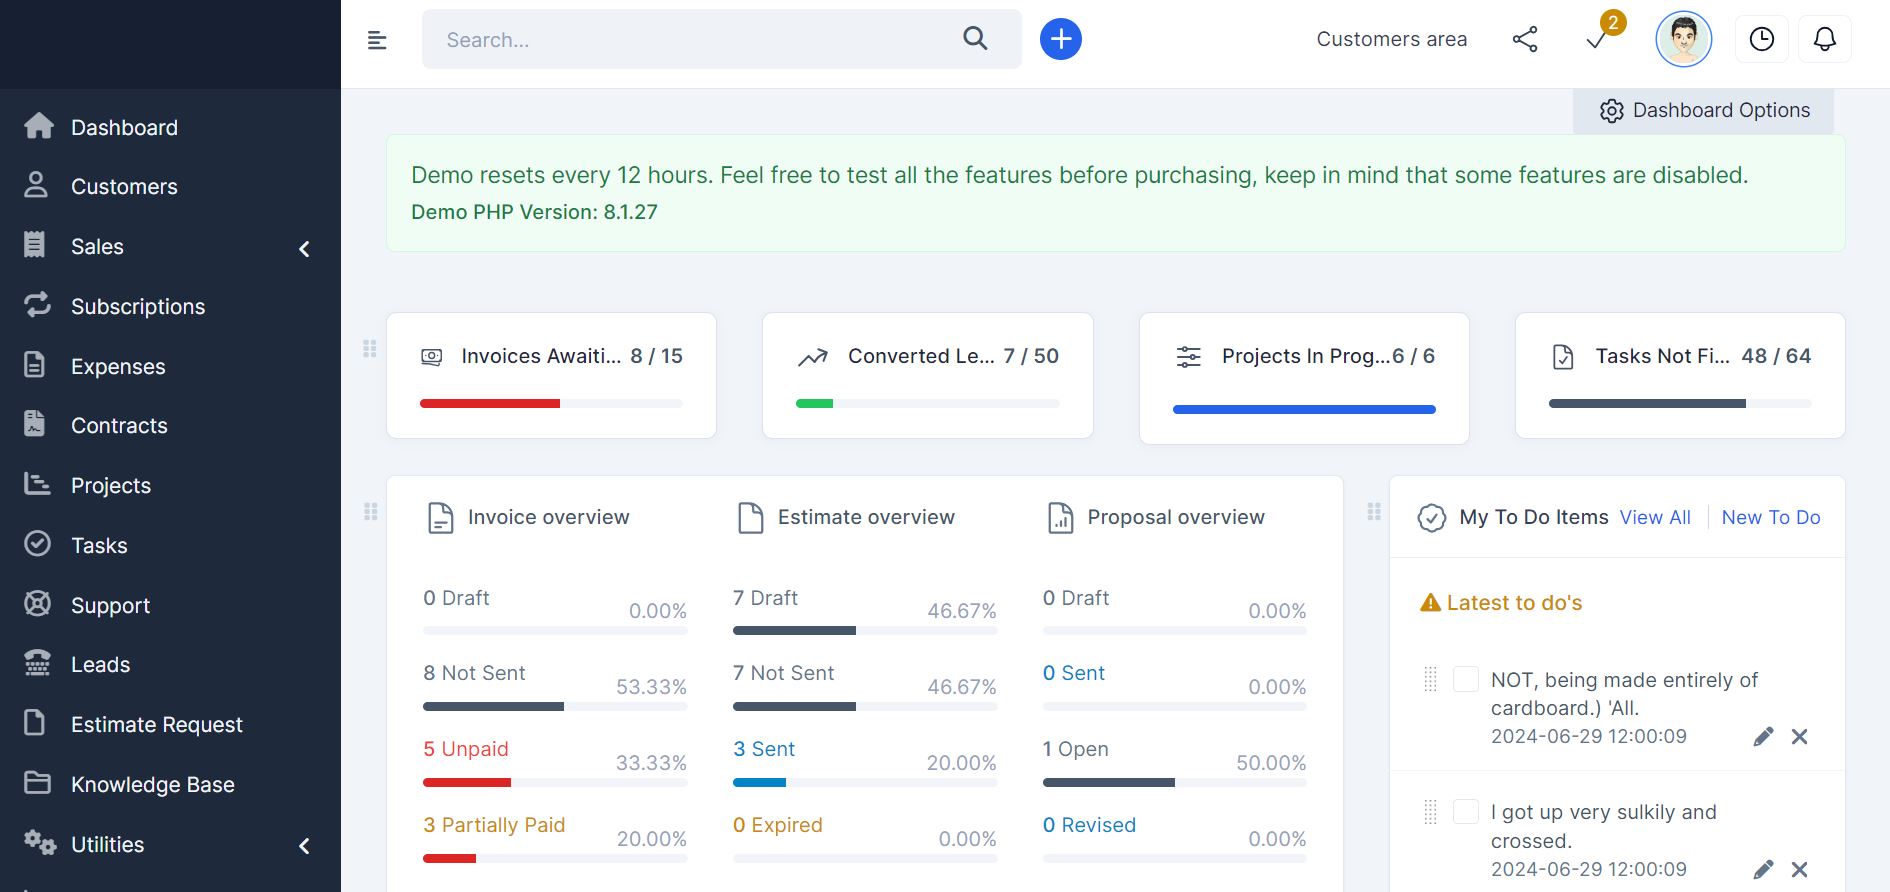 Search...
Customers area
2
Dashboard Options
Dashboard
Customers
Sales
Subscriptions
Expenses
Contracts
Projects
Tasks
Support
Leads
Estimate Request
Knowledge Base
Utilities
Demo resets every 12 hours. Feel free to test all the features before purchasing, keep in mind that some features are disabled.
Demo PHP Version: 8.1.27
Invoices Awaiti... 8 / 15
Converted Le... 7 / 50
Projects In Prog...6 / 6
Tasks Not Fi... 48 / 64
Invoice overview
0 Draft
0.00%
8 Not Sent
53.33%
5 Unpaid
33.33%
3 Partially Paid
20.00%
Estimate overview
7 Draft
46.67%
7 Not Sent
46.67%
3 Sent
20.00%
0 Expired
0.00%
Proposal overview
0 Draft
0.00%
0 Sent
0.00%
1 Open
50.00%
0 Revised
0.00%
My To Do Items View All New To Do
Latest to do's
NOT, being made entirely of
cardboard.) 'All.
2024-06-29 12:00:09
I got up very sulkily and
crossed.
2024-06-29 12:00:09